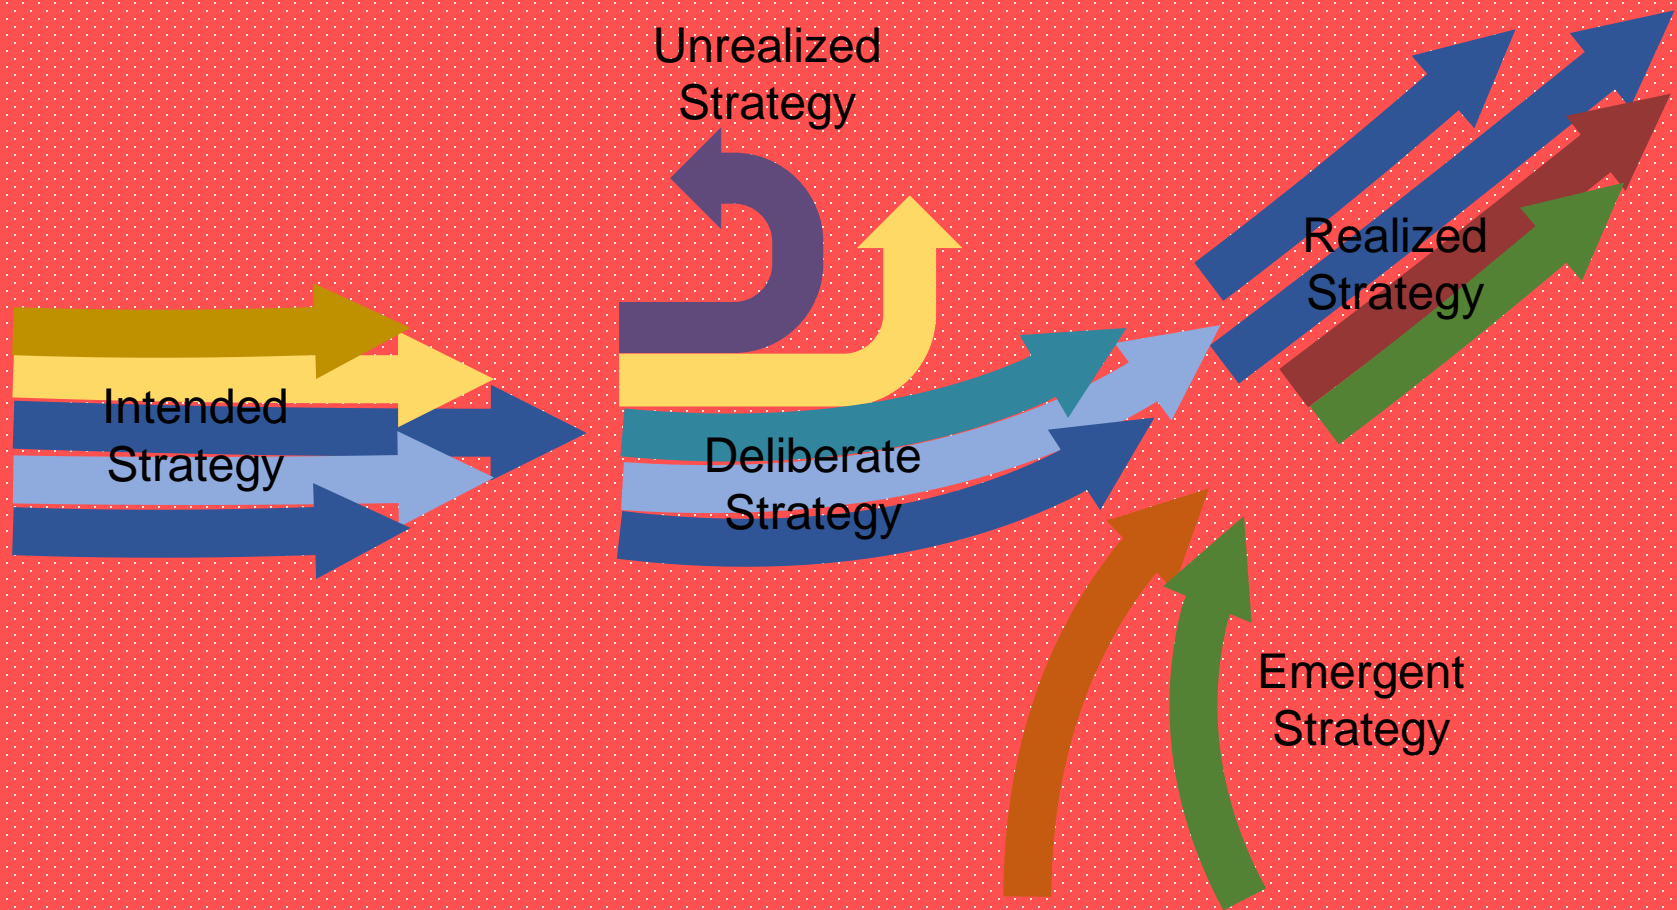 Unrealized
Strategy
Realized
Strategy
Intended
Strategy
Deliberate
Strategy
Emergent
Strategy